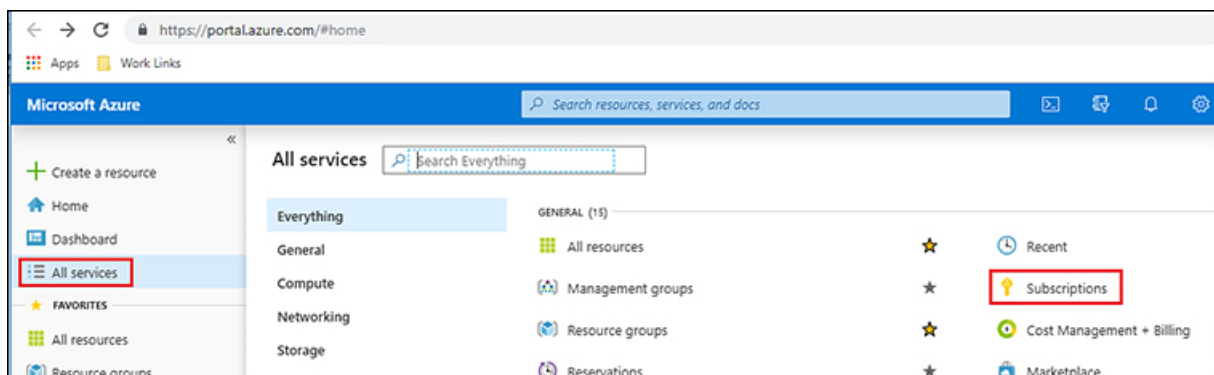 https://portal.azure.com/#home
Apps Work Links
Microsoft Azure Search resources, services, and docs
«
Create a resource
Home
Dashboard
All services
FAVORITES
All resources
Resource groups
All services Search Everything
Everything
General
Compute
Networking
Storage
GENERAL (15)
All resources
Management groups
Resource groups
Reservations
Recent
Subscriptions
Cost Management + Billing
Marketplace